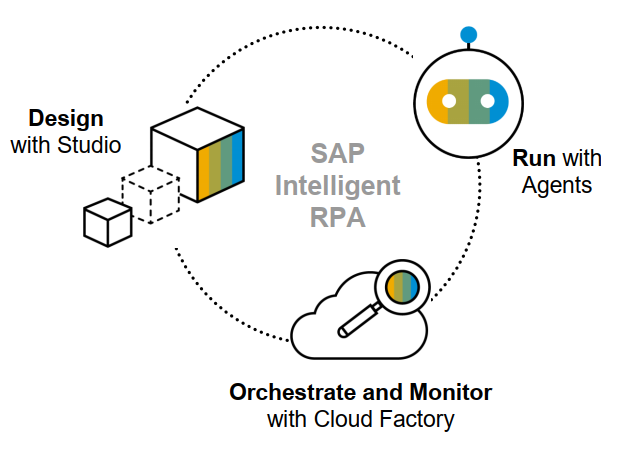 Design
with Studio
SAP
Intelligent
RPA
Run with
Agents
Orchestrate and Monitor
with Cloud Factory